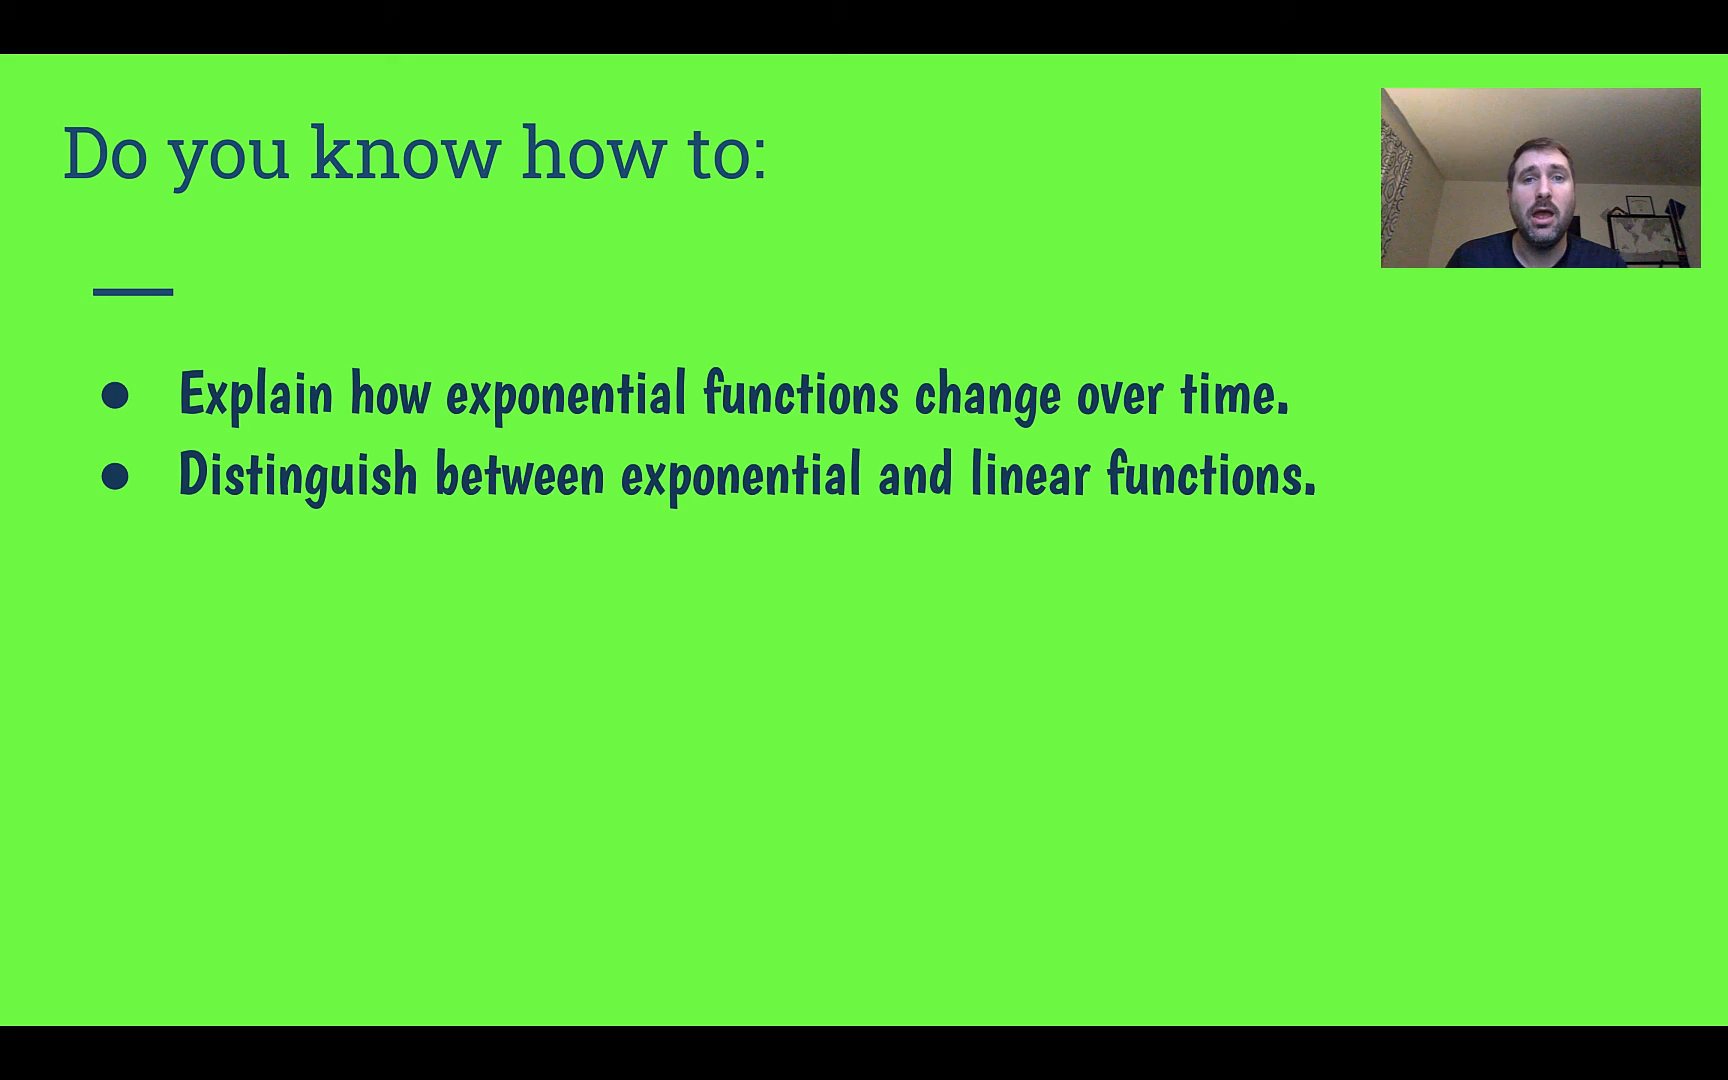 Do you know how to:
● Explain how exponential functions change over time.
● Distinguish between exponential and linear functions.